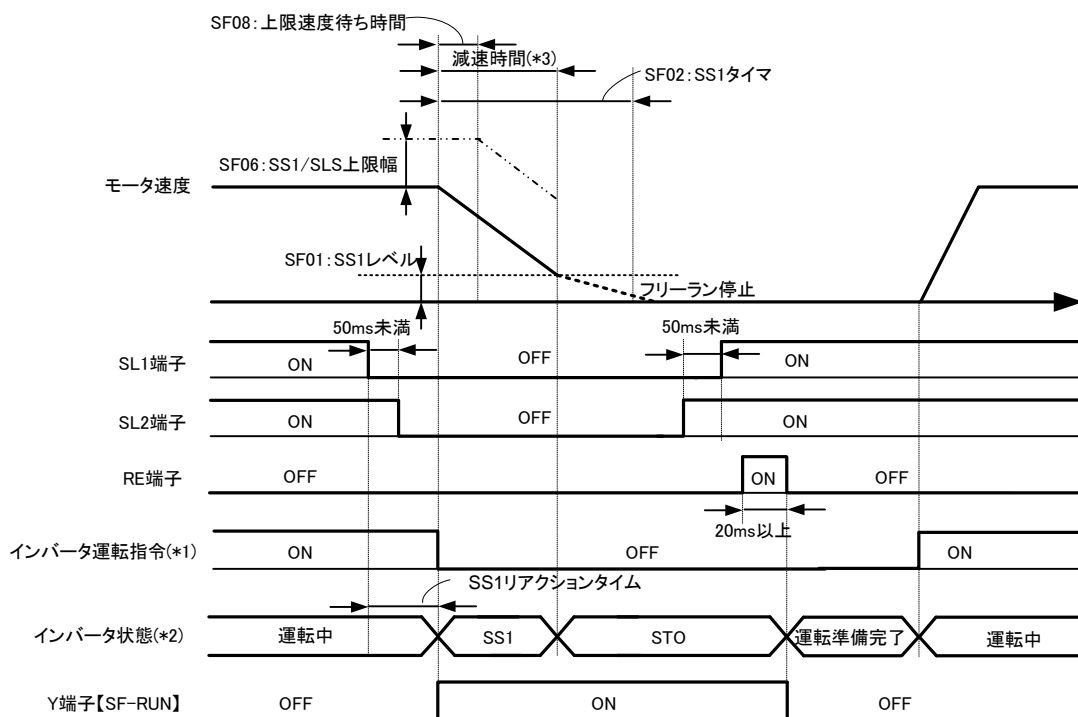 SF08：上限速度待ち時間
減速時間(*3)
SF02：SS1タイマ
SF06：SS1/SLS上限幅
モータ速度
SF01：SS1レベル
フリーラン停止
50ms未満
50ms未満
SL1端子
ON
OFF
ON
SL2端子
ON
OFF
ON
RE端子
OFF
ON
OFF
20ms以上
インバータ運転指令(*1)
ON
OFF
ON
SS1リアクションタイム
インバータ状態(*2)
運転中
SS1
STO
運転準備完了
運転中
Y端子【SF-RUN】
OFF
ON
OFF